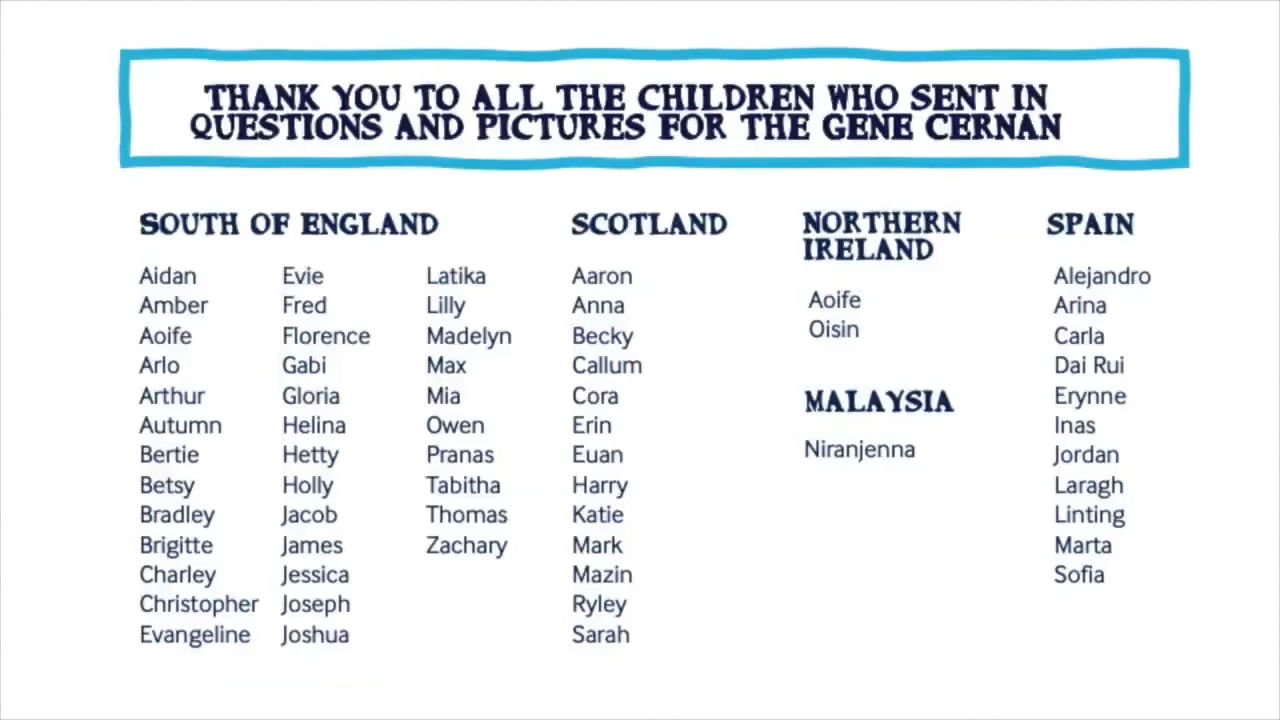 THANK YOU TO ALL THE CHILDREN WHO SENT IN
QUESTIONS AND PICTURES FOR THE GENE CERNAN
SOUTH OF ENGLAND
Aidan
Amber
Aoife
Arlo
Arthur
Autumn
Bertie
Betsy
Bradley
Brigitte
Charley
Christopher
Evangeline
Evie
Fred
Florence
Gabi
Gloria
Helina
Hetty
Holly
Jacob
James
Jessica
Joseph
Joshua
Latika
Lilly
Madelyn
Max
Mia
Owen
Pranas
Tabitha
Thomas
Zachary
SCOTLAND
Aaron
Anna
Becky
Callum
Cora
Erin
Euan
Harry
Katie
Mark
Mazin
Ryley
Sarah
NORTHERN
IRELAND
Aoife
Oisin
MALAYSIA
Niranjenna
SPAIN
Alejandro
Arina
Carla
Dai Rui
Erynne
Inas
Jordan
Laragh
Linting
Marta
Sofia